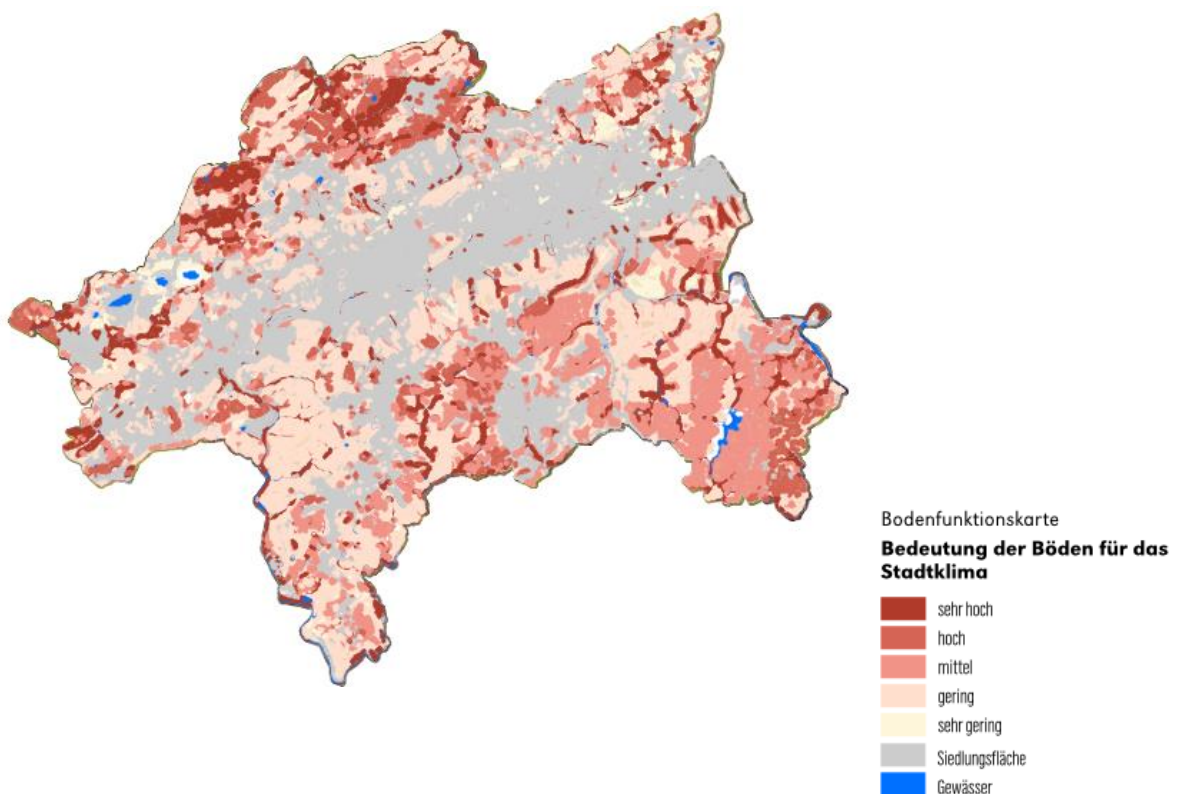 Bodenfunktionskarte
Bedeutung der Böden für das
Stadtklima
sehr hoch
hoch
mittel
gering
sehr gering
Siedlungsfläche
Gewässer